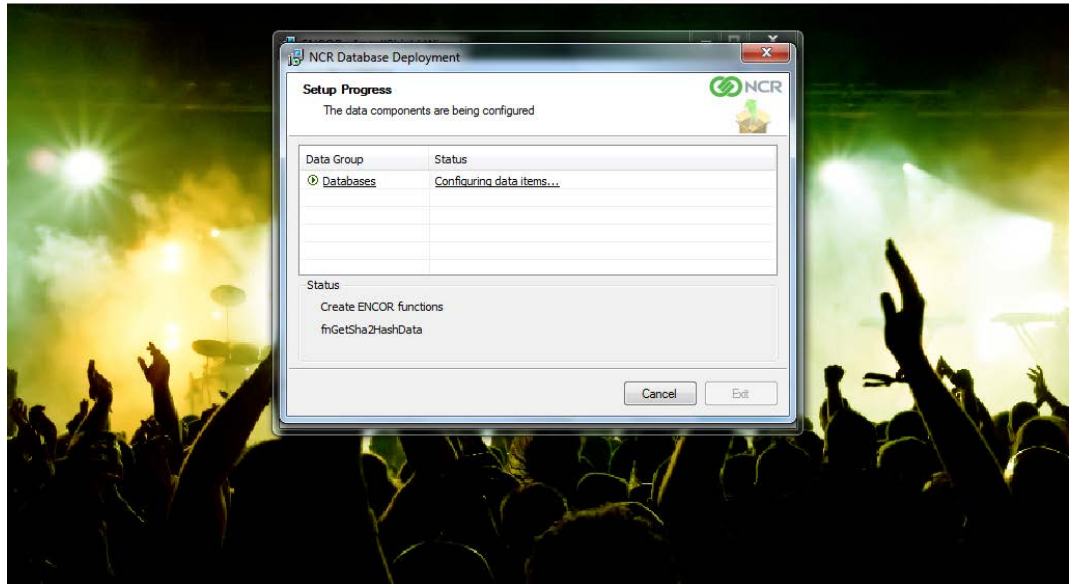 NCR Database Deployment
Setup Progress
The data components are being configured
NCR
Data Group Status
Databases Configuring data items...
Status
Create ENCOR functions
fnGetSha2HashData
Cancel Exit